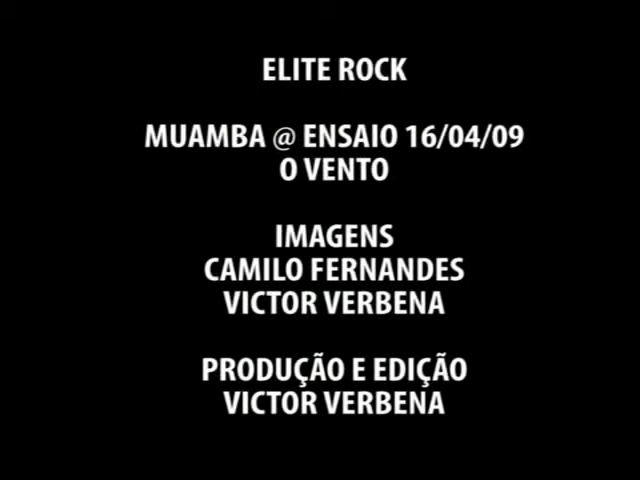 ELITE ROCK
MUAMBA @ ENSAIO 16/04/09
O VENTO
IMAGENS
CAMILO FERNANDES
VICTOR VERBENA
PRODUÇÃO E EDIÇÃO
VICTOR VERBENA